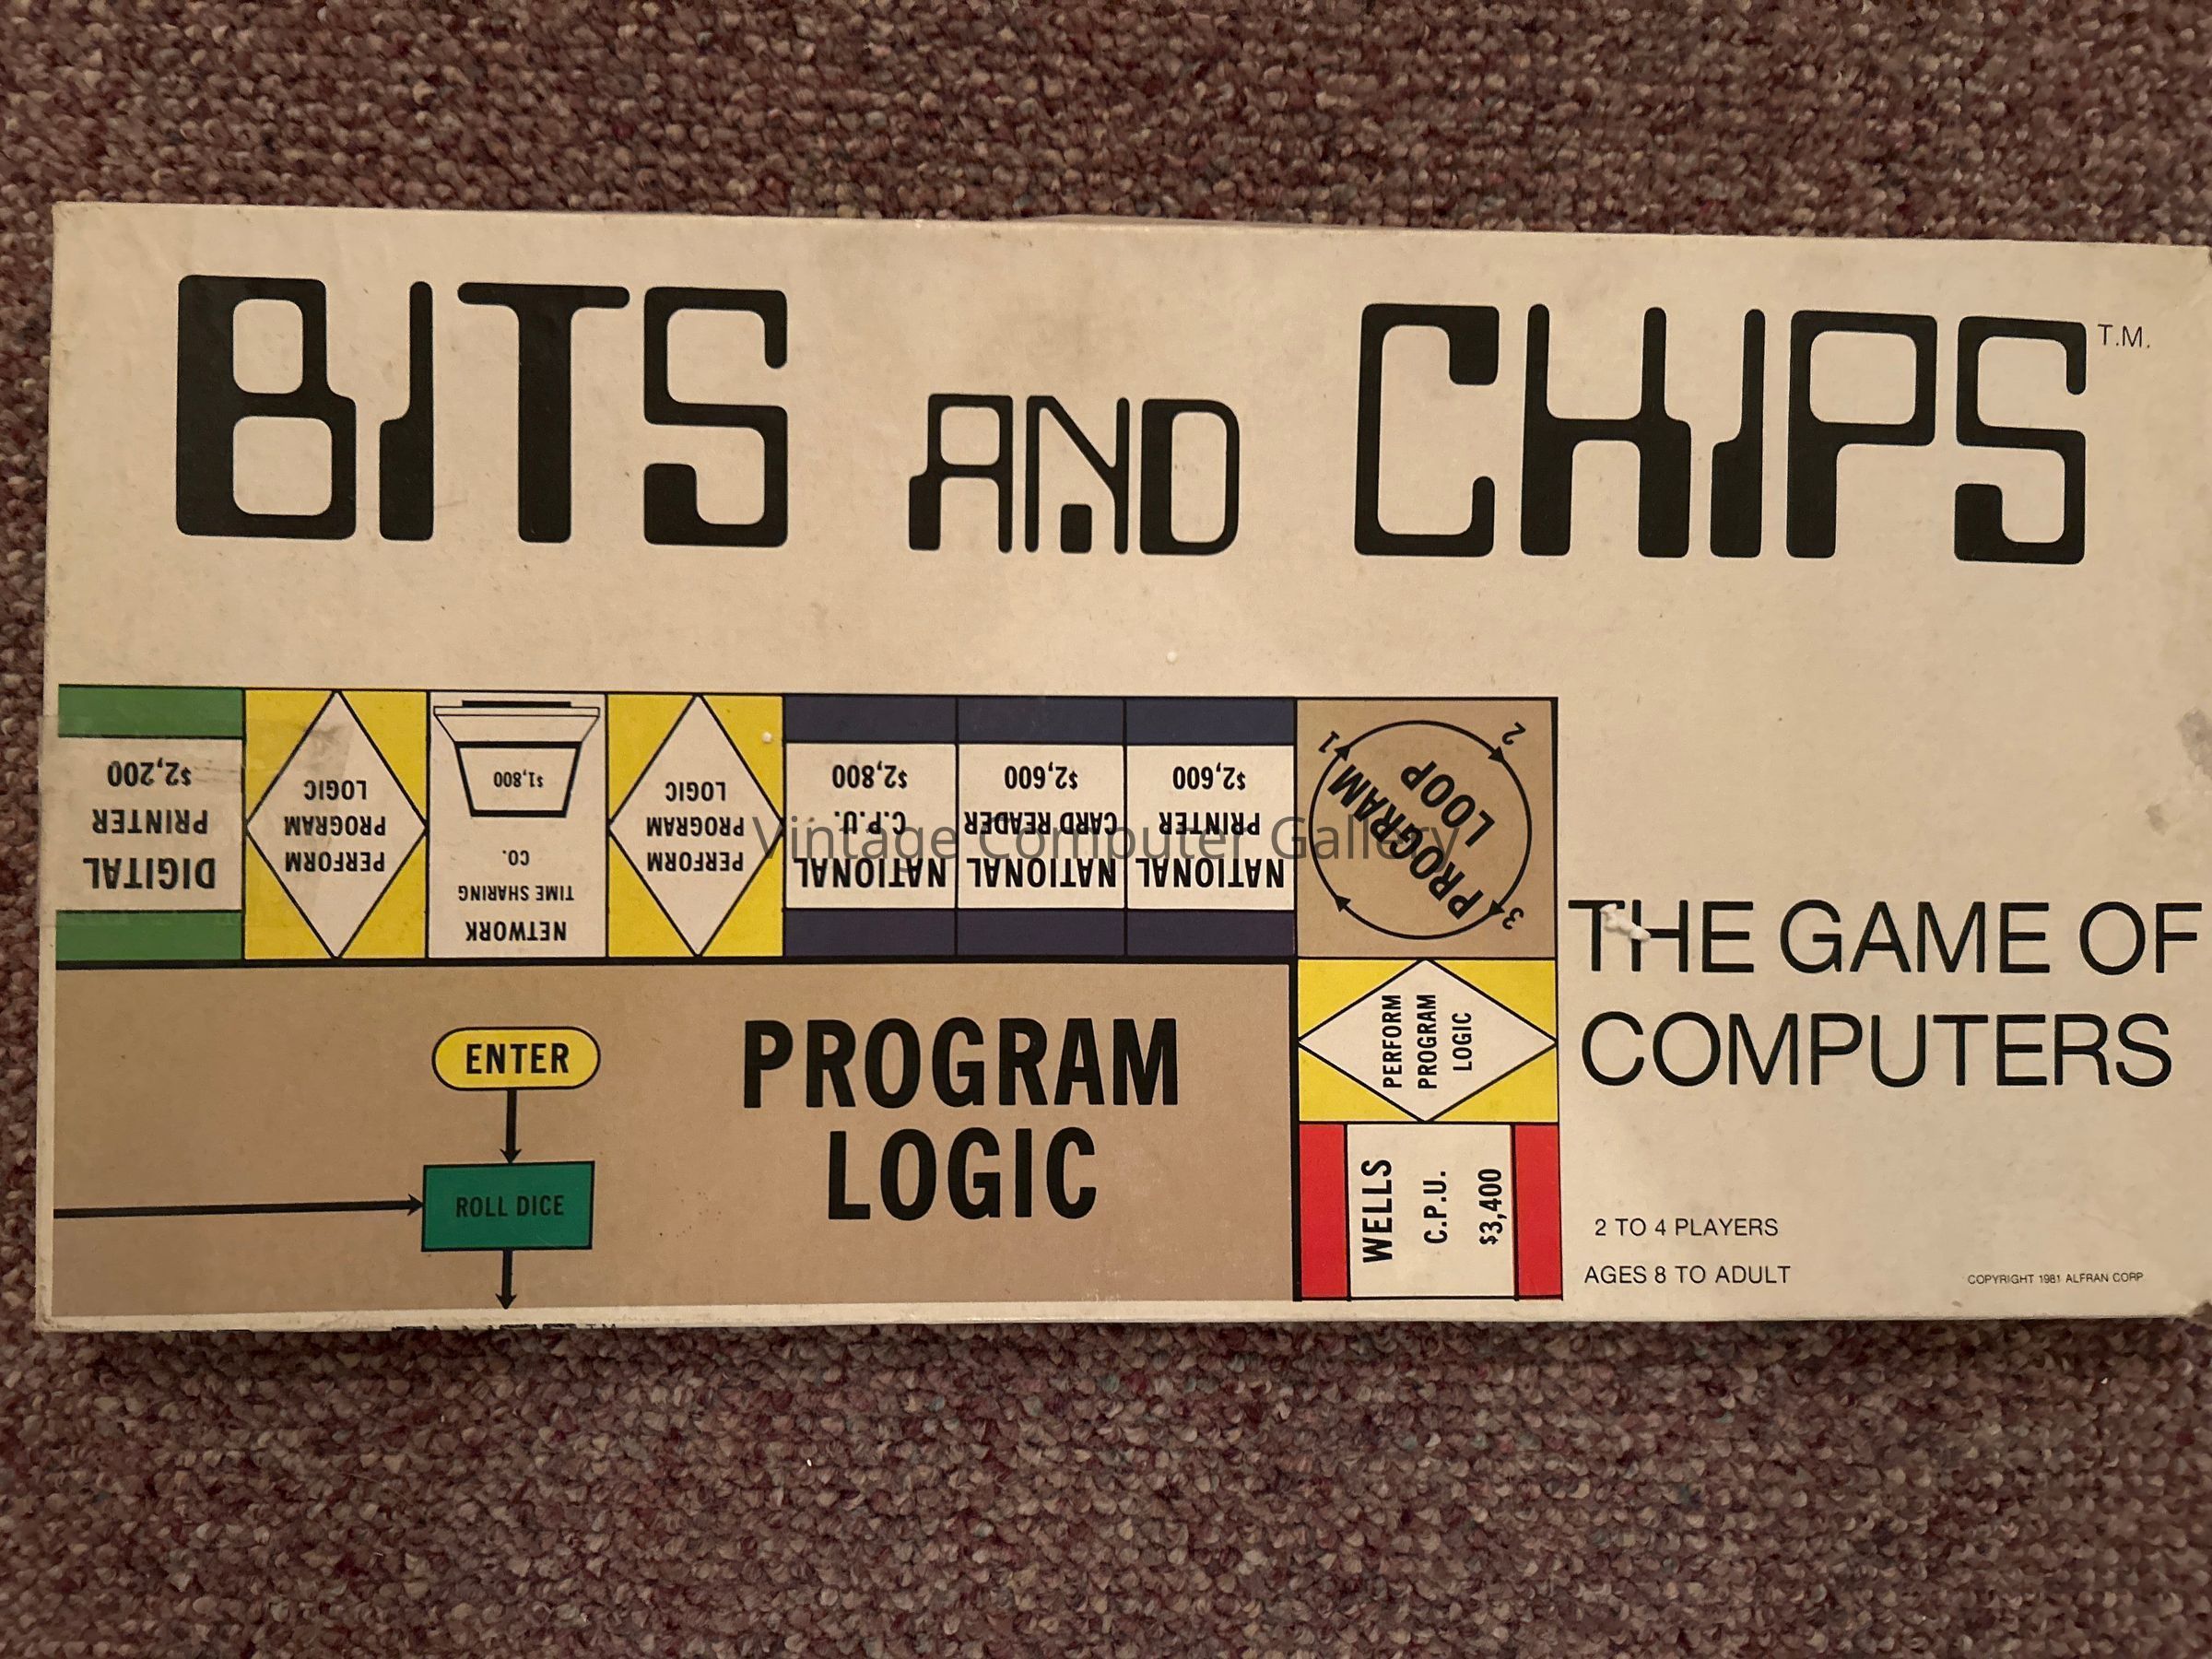 BITS AND CHIPS T.M.
$2,200
PRINTER
DIGITAL
PERFORM
PROGRAM
LOGIC
NETWORK
TIME SHARING
CO.
$1,800
PERFORM
PROGRAM
LOGIC
NATIONAL
C.P.U.
$2,800
NATIONAL
CARD READER
$2,600
NATIONAL
PRINTER
$2,600
1
2
3
PROGRAM
LOOP
Vintage Computer Gallery
THE GAME OF
COMPUTERS
ENTER
ROLL DICE
PROGRAM
LOGIC
PERFORM
PROGRAM
LOGIC
WELLS
C.P.U.
$3,400
2 TO 4 PLAYERS
AGES 8 TO ADULT
COPYRIGHT 1981 ALFRAN CORP